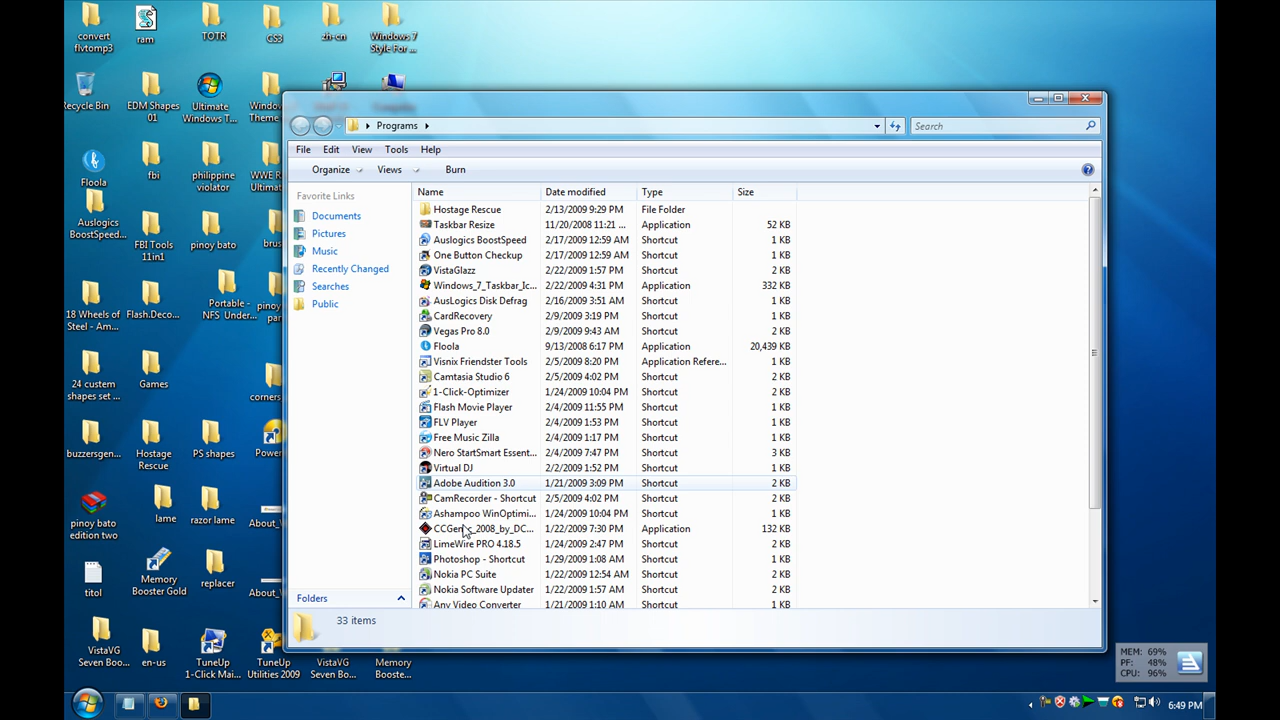 convert
flvtomp3
ram
TOTR
CS3
zh-cn
Windows 7
Style For ...
Recycle Bin
EDM Shapes
01
Ultimate
Windows T...
Windo
Theme
Floola
fbi
philippine
violator
WWE R
Ultimat
Auslogics
BoostSpeed...
FBI Tools
11in1
pinoy bato
brus
18 Wheels of
Steel - Am...
Flash.Deco...
Portable -
NFS Unde
pinoy
par
24 custem
shapes set ...
Games
corners
buzzersgen...
Hostage
Rescue
PS shapes
Power
pinoy bato
edition two
lame
razor lame
About_
titol
Memory
Booster Gold
replacer
About_
VistaVG
Seven Boo...
en-us
TuneUp
1-Click Mai...
TuneUp
Utilities 2009
VistaVG
Seven Bo...
Memory
Booste...
Programs
Search
File Edit View Tools Help
Organize Views Burn
Favorite Links
Documents
Pictures
Music
Recently Changed
Searches
Public
Folders
Name Date modified Type Size
Hostage Rescue 2/13/2009 9:29 PM File Folder
Taskbar Resize 11/20/2008 11:21 ... Application 52 KB
Auslogics BoostSpeed 2/17/2009 12:59 AM Shortcut 1 KB
One Button Checkup 2/17/2009 12:59 AM Shortcut 1 KB
VistaGlazz 2/22/2009 1:57 PM Shortcut 1 KB
Windows_7_Taskbar_Ic... 2/22/2009 4:31 PM Application 332 KB
AusLogics Disk Defrag 2/16/2009 3:51 AM Shortcut 1 KB
CardRecovery 2/9/2009 3:19 PM Shortcut 1 KB
Vegas Pro 8.0 2/9/2009 9:43 AM Shortcut 2 KB
Floola 9/13/2008 6:17 PM Application 20,439 KB
Visnix Friendster Tools 2/5/2009 8:20 PM Application Refere... 1 KB
Camtasia Studio 6 2/5/2009 4:02 PM Shortcut 2 KB
1-Click-Optimizer 1/24/2009 10:04 PM Shortcut 1 KB
Flash Movie Player 2/4/2009 11:55 PM Shortcut 1 KB
FLV Player 2/4/2009 1:53 PM Shortcut 1 KB
Free Music Zilla 2/4/2009 1:17 PM Shortcut 1 KB
Nero StartSmart Essent... 2/4/2009 7:47 PM Shortcut 3 KB
Virtual DJ 2/2/2009 1:52 PM Shortcut 1 KB
Adobe Audition 3.0 1/21/2009 3:09 PM Shortcut 2 KB
CamRecorder - Shortcut 2/5/2009 4:02 PM Shortcut 2 KB
Ashampoo WinOptimi... 1/24/2009 10:04 PM Shortcut 1 KB
1/22/2009 7:30 PM Application 132 KB
LimeWire PRO 4.18.5 1/24/2009 2:47 PM Shortcut 2 KB
Photoshop - Shortcut 1/29/2009 1:08 AM Shortcut 1 KB
Nokia PC Suite 1/22/2009 12:54 AM Shortcut 2 KB
Nokia Software Updater 1/22/2009 1:57 AM Shortcut 2 KB
Any Video Converter 1/21/2009 1:10 AM Shortcut 1 KB
33 items
MEM: 69%
PF: 48%
CPU: 96%
6:49 PM